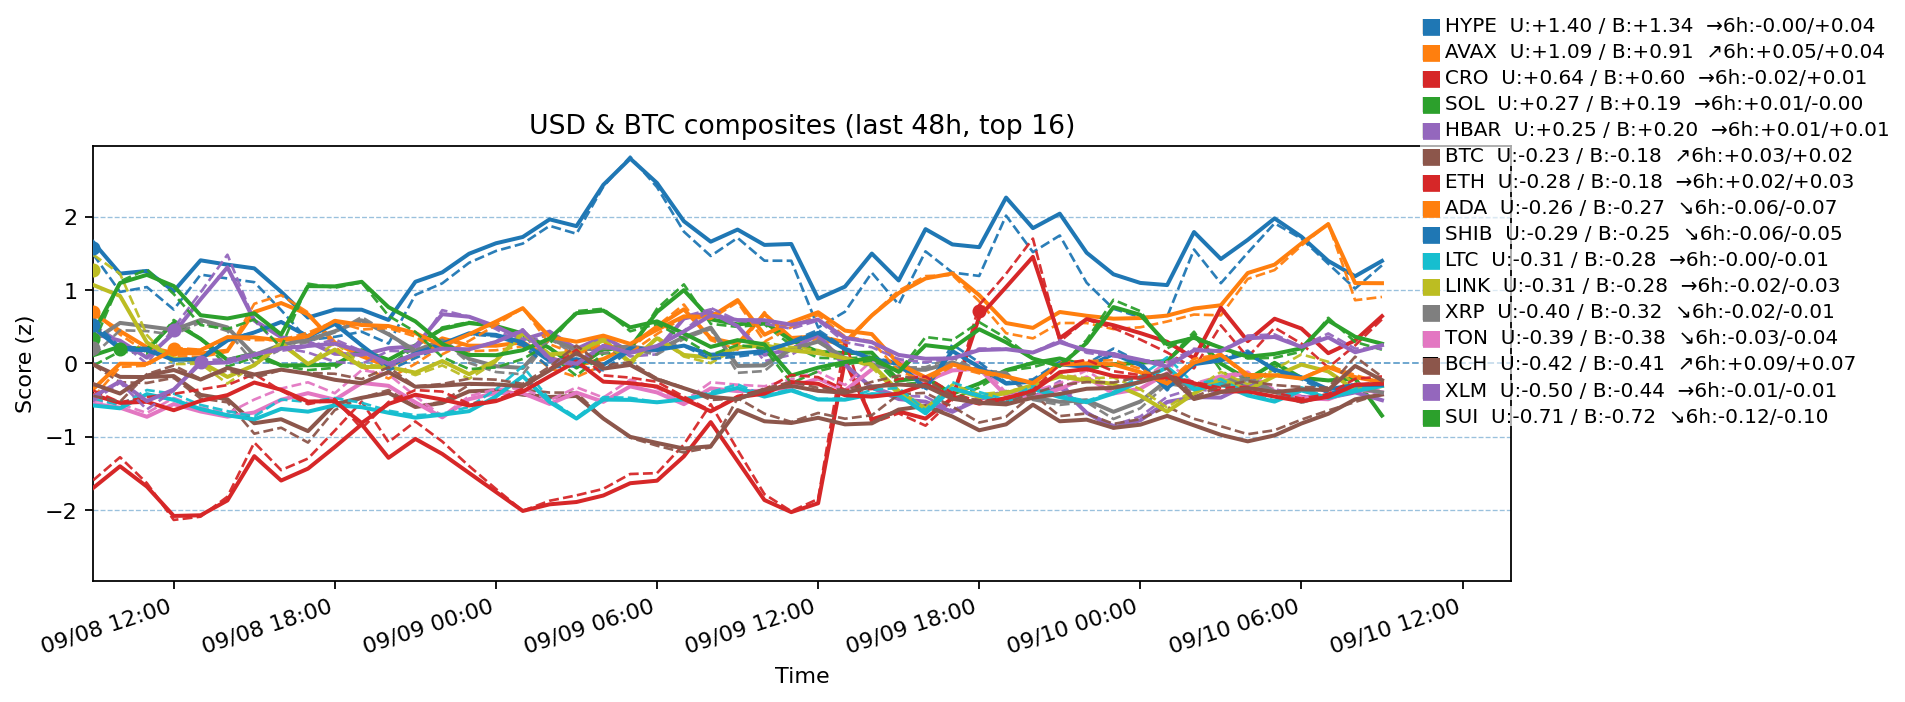 HYPE  U:+1.40 / B:+1.34  →6h:-0.00/+0.04
AVAX  U:+1.09 / B:+0.91  ↗6h:+0.05/+0.04
CRO  U:+0.64 / B:+0.60  →6h:-0.02/+0.01
SOL  U:+0.27 / B:+0.19  →6h:+0.01/-0.00
HBAR  U:+0.25 / B:+0.20  →6h:+0.01/+0.01
BTC  U:-0.23 / B:-0.18  ↗6h:+0.03/+0.02
ETH  U:-0.28 / B:-0.18  →6h:+0.02/+0.03
ADA  U:-0.26 / B:-0.27  ↘6h:-0.06/-0.07
SHIB  U:-0.29 / B:-0.25  ↘6h:-0.06/-0.05
LTC  U:-0.31 / B:-0.28  →6h:-0.00/-0.01
LINK  U:-0.31 / B:-0.28  →6h:-0.02/-0.03
XRP  U:-0.40 / B:-0.32  ↘6h:-0.02/-0.01
TON  U:-0.39 / B:-0.38  ↘6h:-0.03/-0.04
BCH  U:-0.42 / B:-0.41  ↗6h:+0.09/+0.07
XLM  U:-0.50 / B:-0.44  →6h:-0.01/-0.01
SUI  U:-0.71 / B:-0.72  ↘6h:-0.12/-0.10
USD & BTC composites (last 48h, top 16)
Score (z)
2
1
0
−1
−2
09/08 12:00
09/08 18:00
09/09 00:00
09/09 06:00
09/09 12:00
09/09 18:00
09/10 00:00
09/10 06:00
09/10 12:00
Time